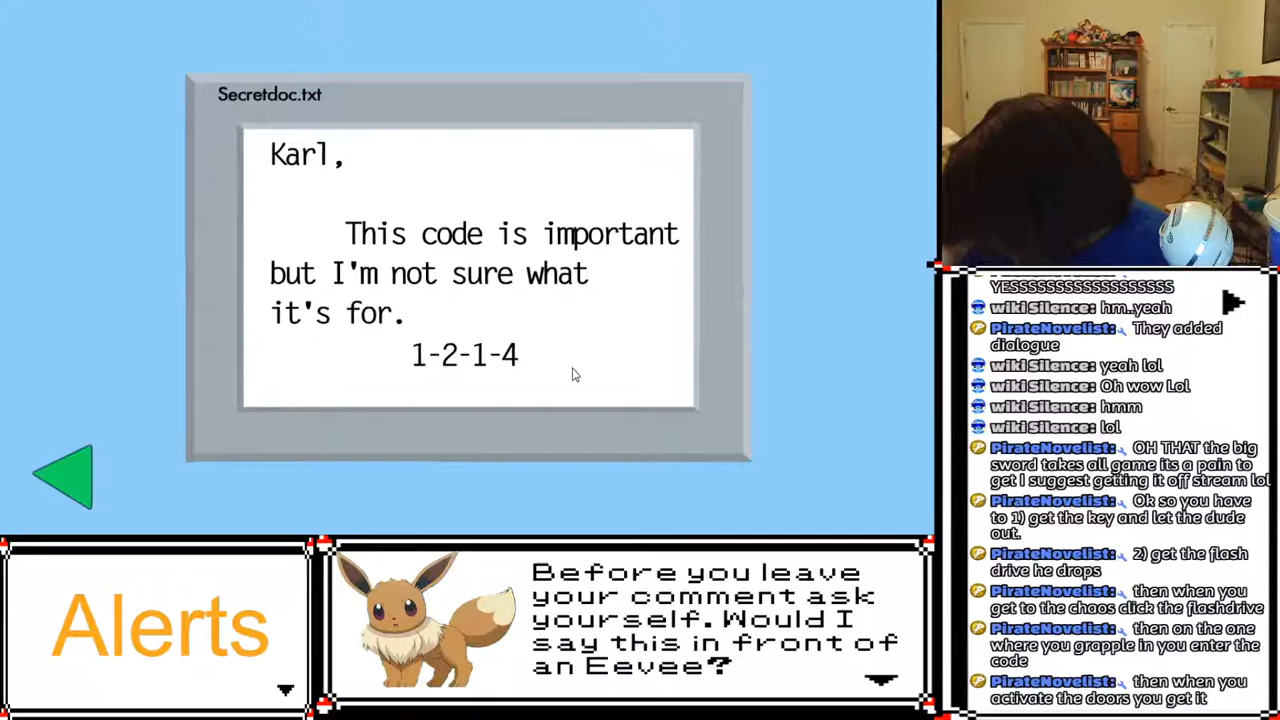 Secretdoc.txt
Karl,
This code is important
but I'm not sure what
it's for.
1-2-1-4
YESSSSSSSSSSSSSSSSSSS
wiki Silence: hm..yeah
PirateNovelist: They added
dialogue
wiki Silence: yeah lol
wiki Silence: Oh wow Lol
wiki Silence: hmm
wiki Silence: lol
PirateNovelist: OH THAT the big
sword takes all game its a pain to
get I suggest getting it off stream lol
PirateNovelist: Ok so you have
to 1) get the key and let the dude
out.
PirateNovelist: 2) get the flash
drive he drops
PirateNovelist: then when you
get to the chaos click the flashdrive
PirateNovelist: then on the one
where you grapple in you enter the
code
PirateNovelist: then when you
activate the doors you get it
Alerts
Before you leave
your comment ask
yourself. Would I
say this in front of
an Eevee?